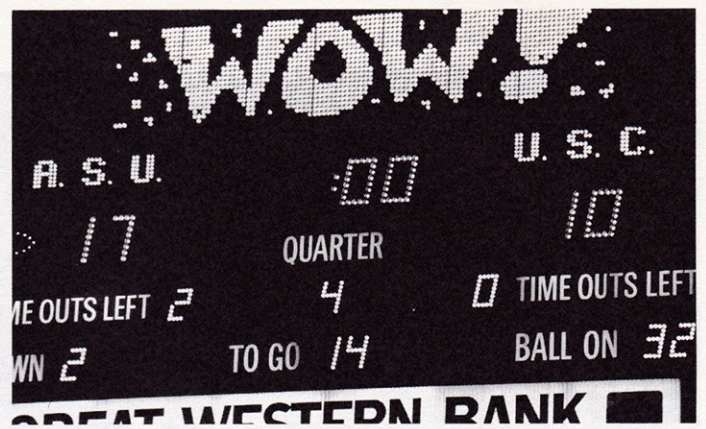 WOW!
A. S. U. :00 U. S. C.
17 QUARTER 10
ME OUTS LEFT 2 4 0 TIME OUTS LEFT
WN 2 TO GO 14 BALL ON 32
GREAT WESTERN BANK